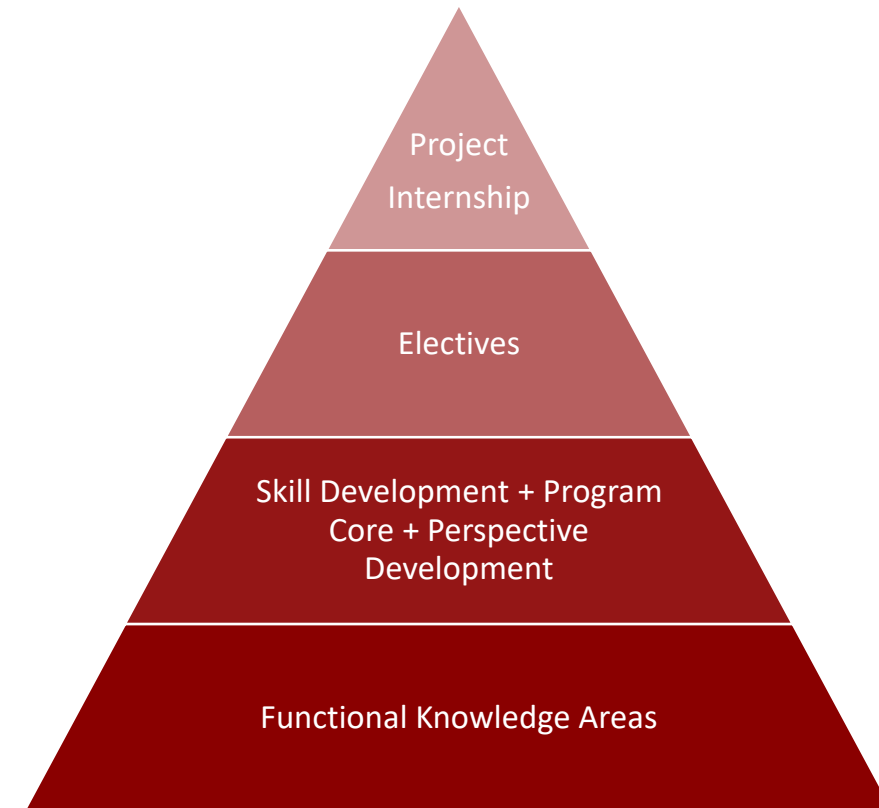 Project
Internship
Electives
Skill Development + Program
Core + Perspective
Development
Functional Knowledge Areas